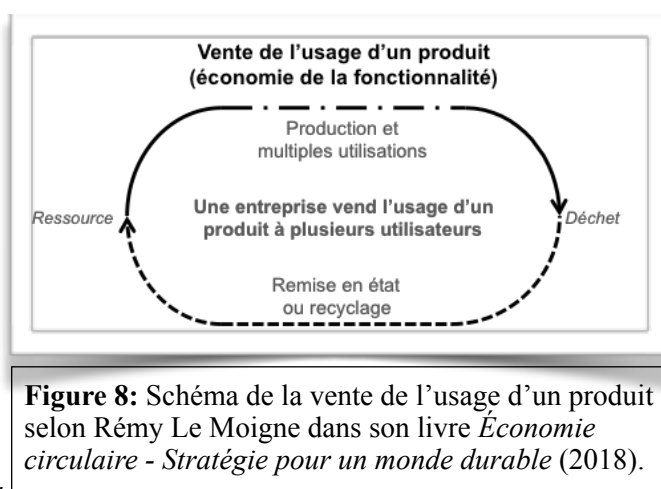 Vente de l’usage d’un produit
(économie de la fonctionnalité)
Production et
multiples utilisations
Ressource
Une entreprise vend l’usage d’un
produit à plusieurs utilisateurs
Déchet
Remise en état
ou recyclage
Figure 8: Schéma de la vente de l’usage d’un produit
selon Rémy Le Moigne dans son livre Économie
circulaire - Stratégie pour un monde durable (2018).